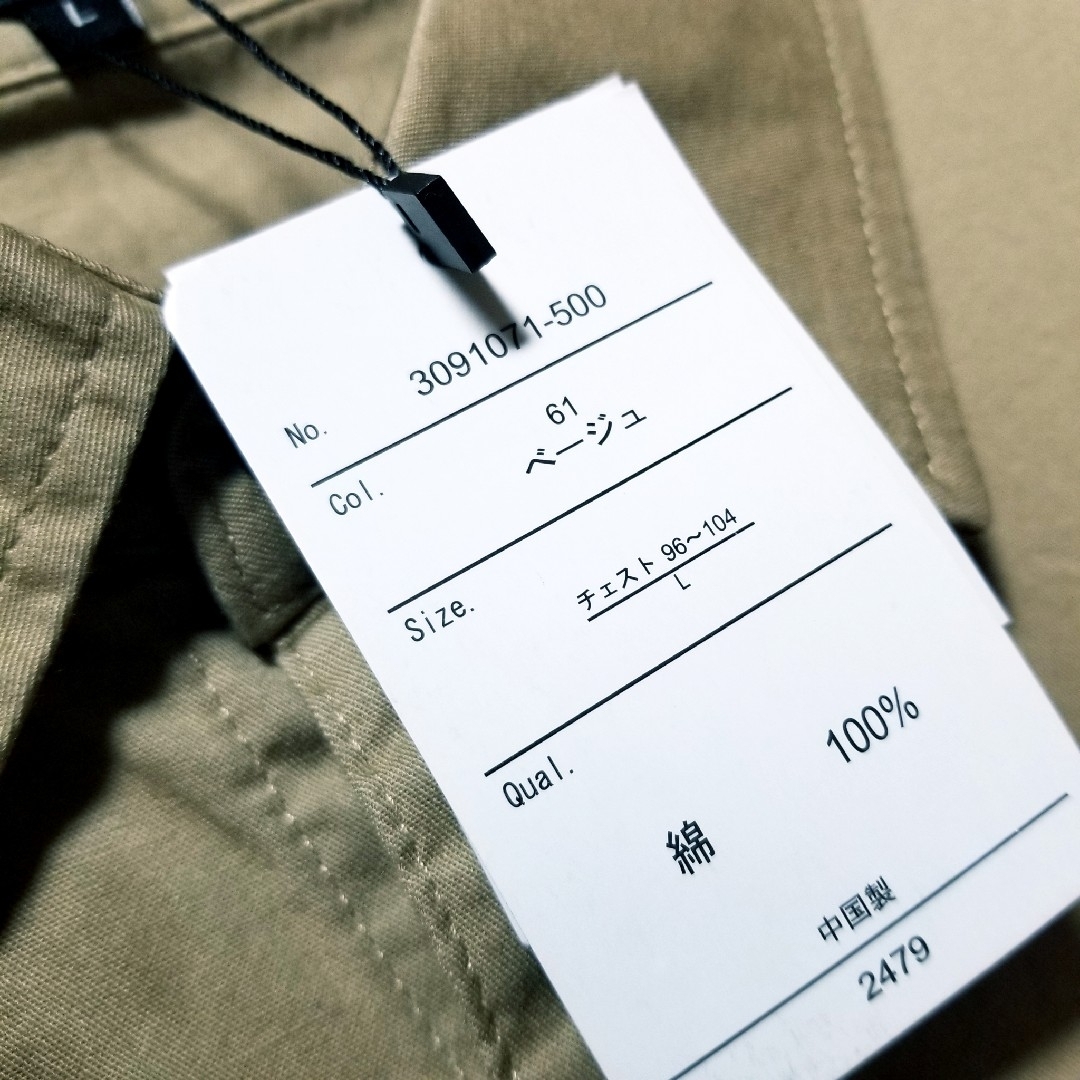 L
No. 3091071-500
Col. 61
ベージュ
Size. チェスト 96~104
L
Qual. 綿 100%
中国製
2479